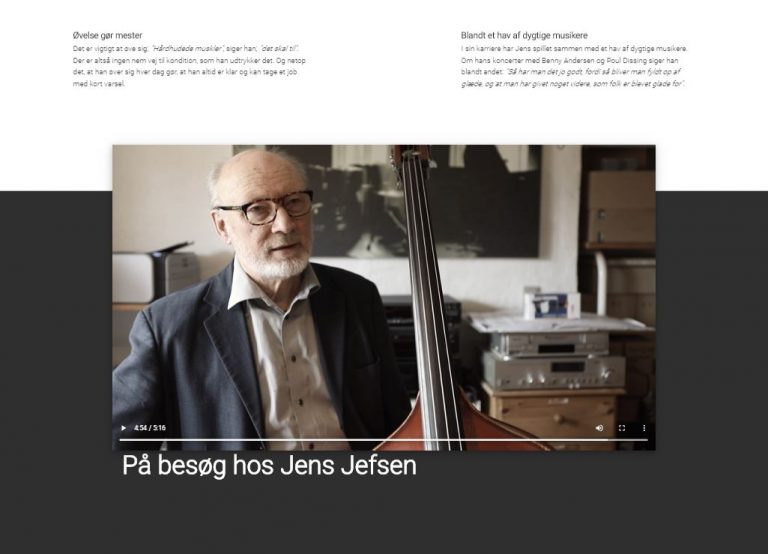 Øvelse gør mester
Det er vigtigt at øve sig; "Hårdhudede muskler", siger han; "det skal til".
Der er altså ingen nem vej til kondition, som han udtrykker det. Og netop
det, at han øver sig hver dag gør, at han altid er klar og kan tage et job
med kort varsel.
Blandt et hav af dygtige musikere
I sin karriere har Jens spillet sammen med et hav af dygtige musikere.
Om hans koncerter med Benny Andersen og Poul Dissing siger han
blandt andet: "Så har man det jo godt, fordi så bliver man fyldt op af
glæde, og at man har givet noget videre, som folk er blevet glade for".
4:54 / 5:16
På besøg hos Jens Jefsen